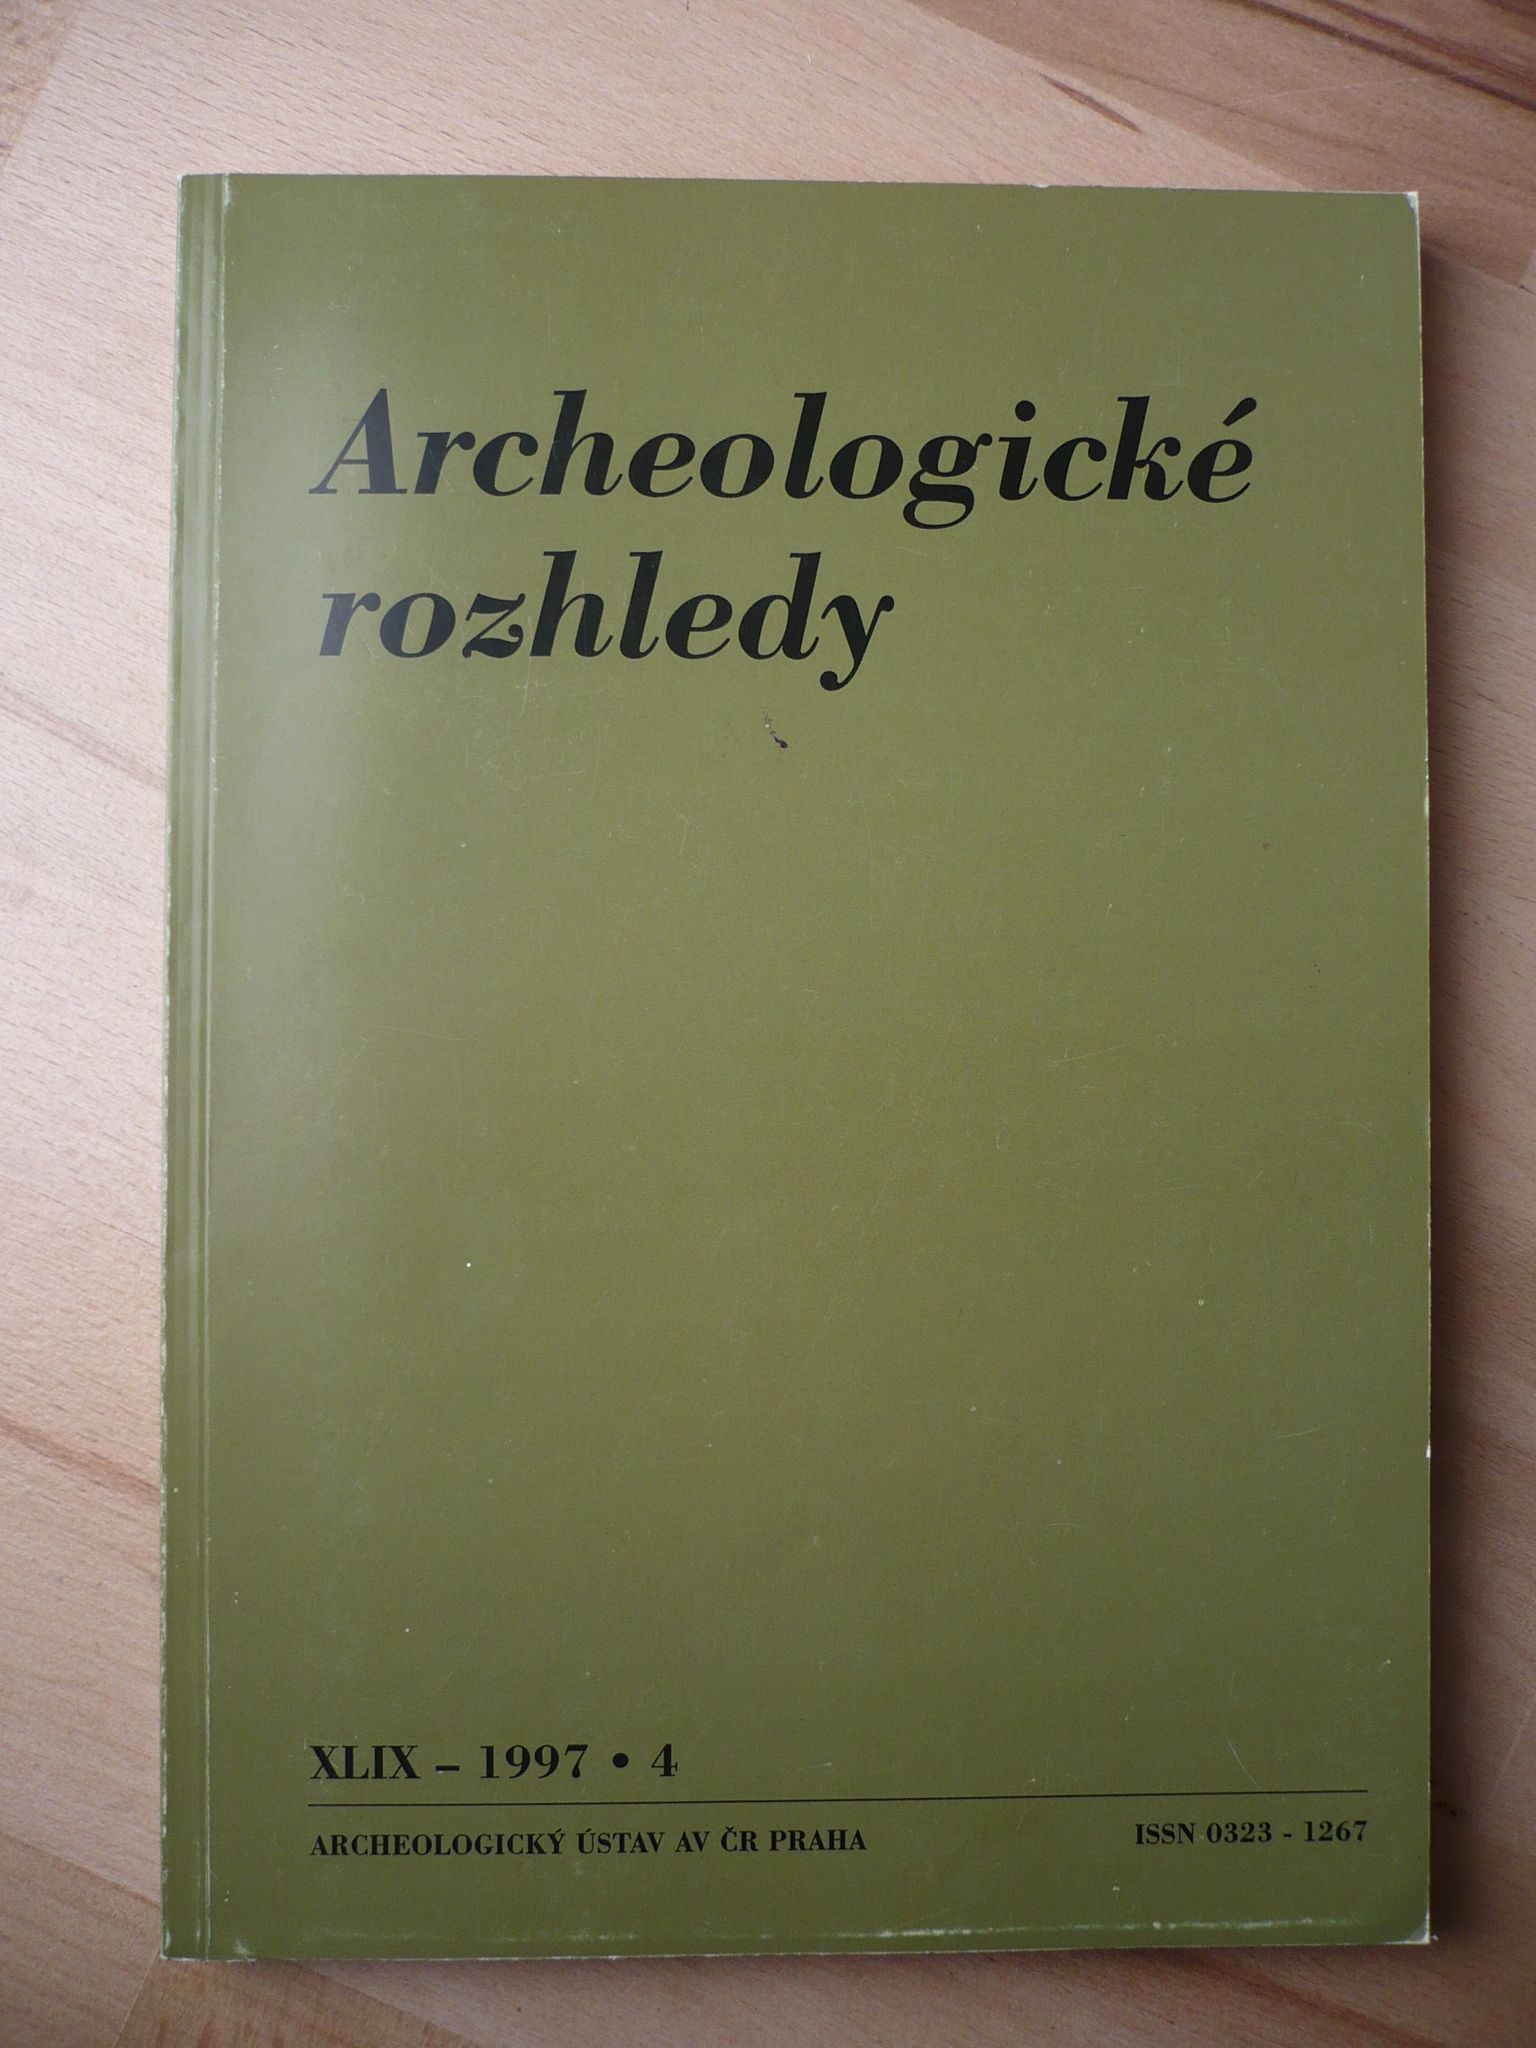 Archeologické
rozhledy
XLIX – 1997 • 4
ARCHEOLOGICKÝ ÚSTAV AV ČR PRAHA
ISSN 0323 - 1267